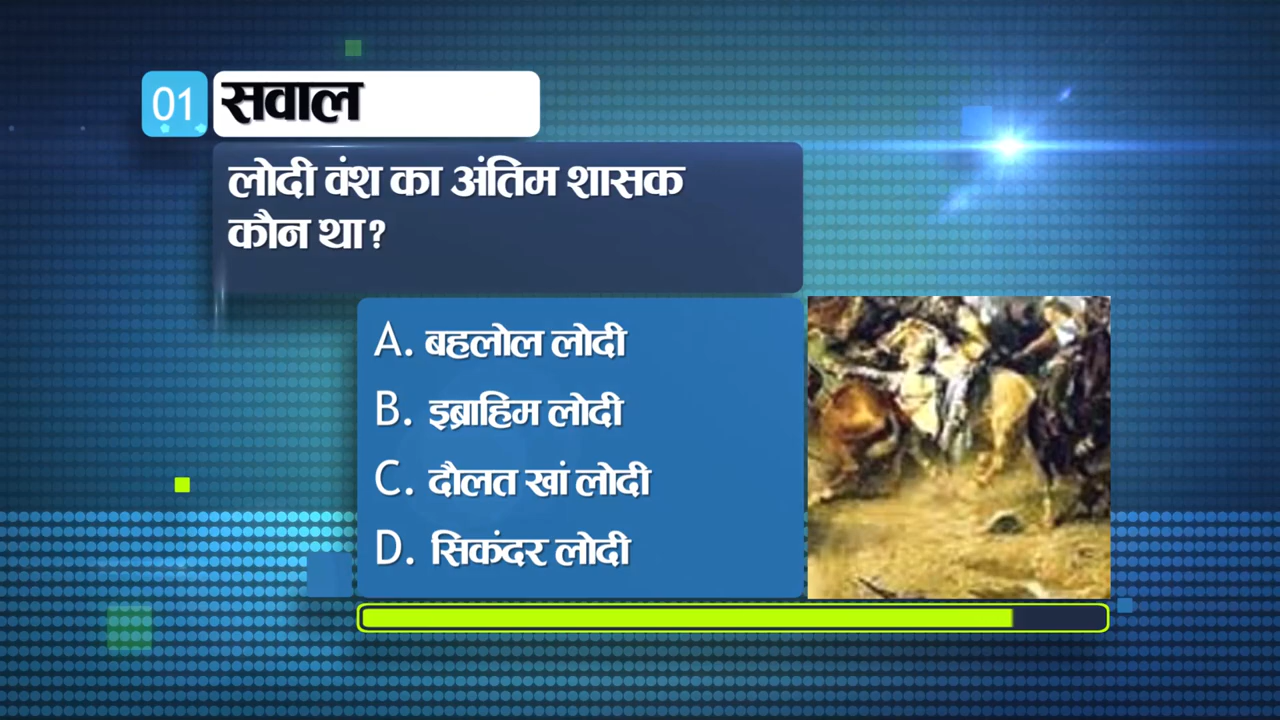 01 सवाल
लोदी वंश का अंतिम शासक
कौन था?
A. बहलोल लोदी
B. इब्राहिम लोदी
C. दौलत खां लोदी
D. सिकंदर लोदी